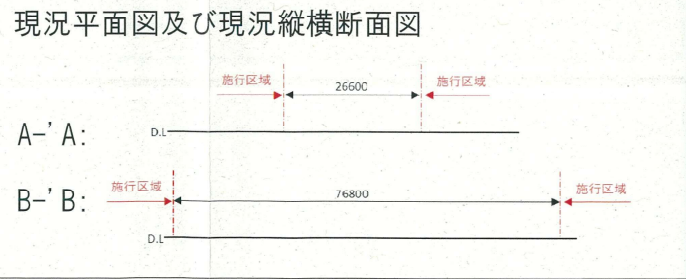 現況平面図及び現況縦横断面図
施行区域 26600 施行区域
A-'A:
D.L
施行区域 76800 施行区域
B-'B:
D.L